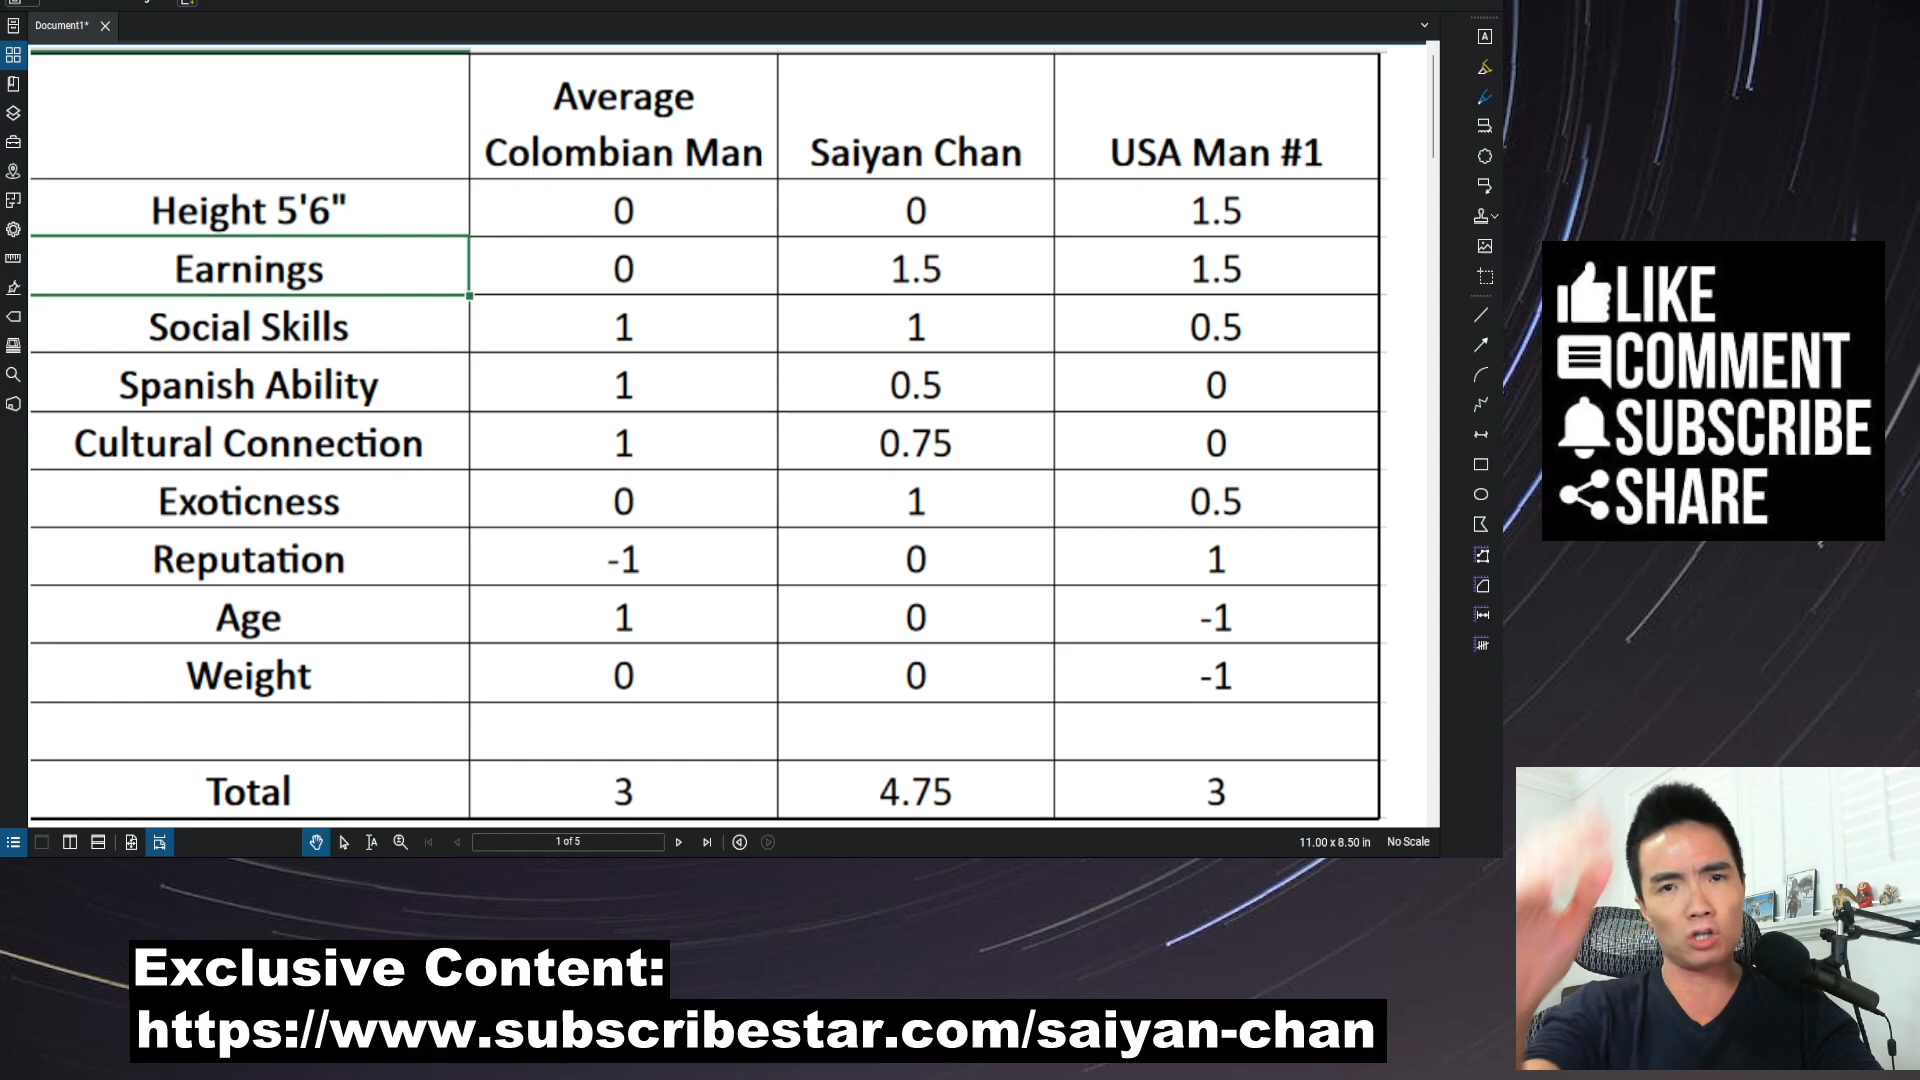 Document1*
Average
Colombian Man Saiyan Chan USA Man #1
Height 5'6" 0 0 1.5
Earnings 0 1.5 1.5
Social Skills 1 1 0.5
Spanish Ability 1 0.5 0
Cultural Connection 1 0.75 0
Exoticness 0 1 0.5
Reputation -1 0 1
Age 1 0 -1
Weight 0 0 -1
Total 3 4.75 3
1 of 5
11.00 x 8.50 in No Scale
LIKE
COMMENT
SUBSCRIBE
SHARE
Exclusive Content:
https://www.subscribestar.com/saiyan-chan